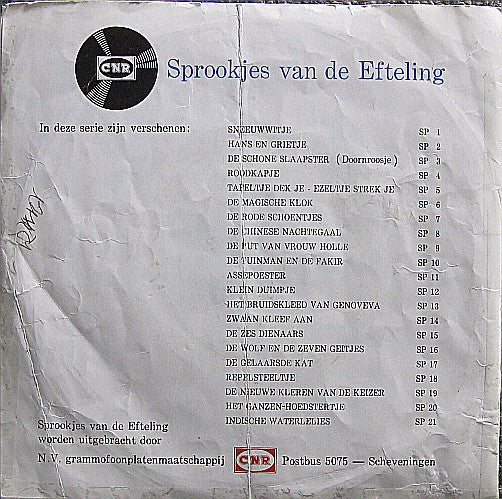 CNR Sprookjes van de Efteling
In deze serie zijn verschenen:
SNEEUWWITJE SP 1
HANS EN GRIETJE SP 2
DE SCHONE SLAAPSTER (Doornroosje) SP 3
ROODKAPJE SP 4
TAFELTJE DEK JE - EZELTJE STREK JE SP 5
DE MAGISCHE KLOK SP 6
DE RODE SCHOENTJES SP 7
DE CHINESE NACHTEGAAL SP 8
DE PUT VAN VROUW HOLLE SP 9
DE TUINMAN EN DE FAKIR SP 10
ASSEPOESTER SP 11
KLEIN DUIMPJE SP 12
HET BRUIDSKLEED VAN GENOVEVA SP 13
ZWAAN KLEEF AAN SP 14
DE ZES DIENAARS SP 15
DE WOLF EN DE ZEVEN GEITJES SP 16
DE GELAARSDE KAT SP 17
REPELSTEELTJE SP 18
DE NIEUWE KLEREN VAN DE KEIZER SP 19
HET GANZEN-HOEDSTERTJE SP 20
INDISCHE WATERLELIES SP 21
Sprookjes van de Efteling
worden uitgebracht door
N.V. grammofoonplatenmaatschappij CNR Postbus 5075 — Scheveningen